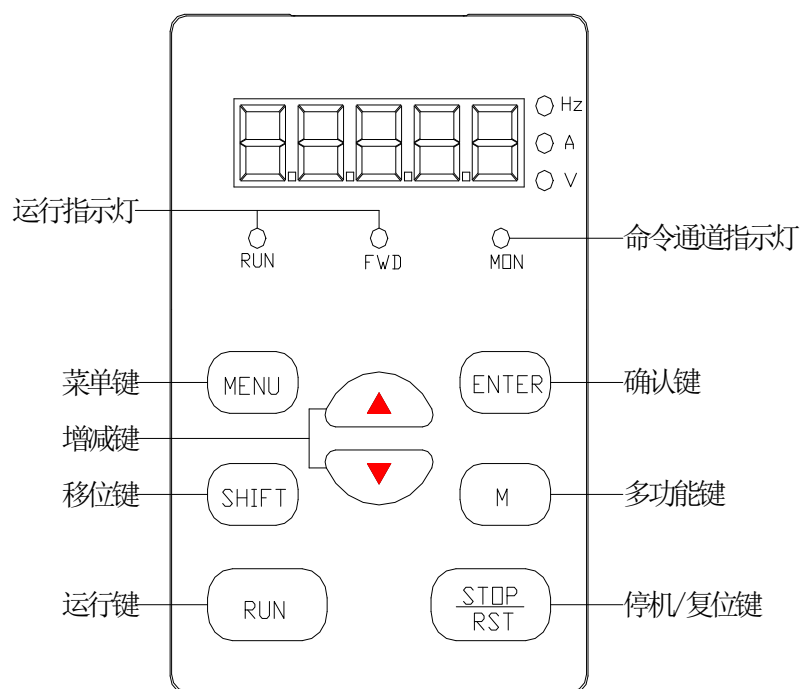 Hz
A
V
运行指示灯
RUN
FWD
MON
命令通道指示灯
菜单键
MENU
ENTER
确认键
增减键
移位键
SHIFT
M
多功能键
运行键
RUN
STOP
RST
停机/复位键